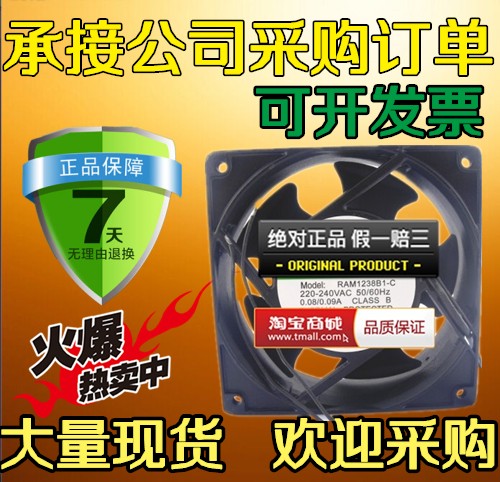 承接公司采购订单
可开发票
正品保障
7天
无理由退换
绝对正品 假一赔三
- ORIGINAL PRODUCT -
Model: RAM1238B1-C
220-240VAC 50/60Hz
0.08/0.09A CLASS B
淘宝商城 品质保证
www.tmall.com
火爆
热卖中
大量现货 欢迎采购